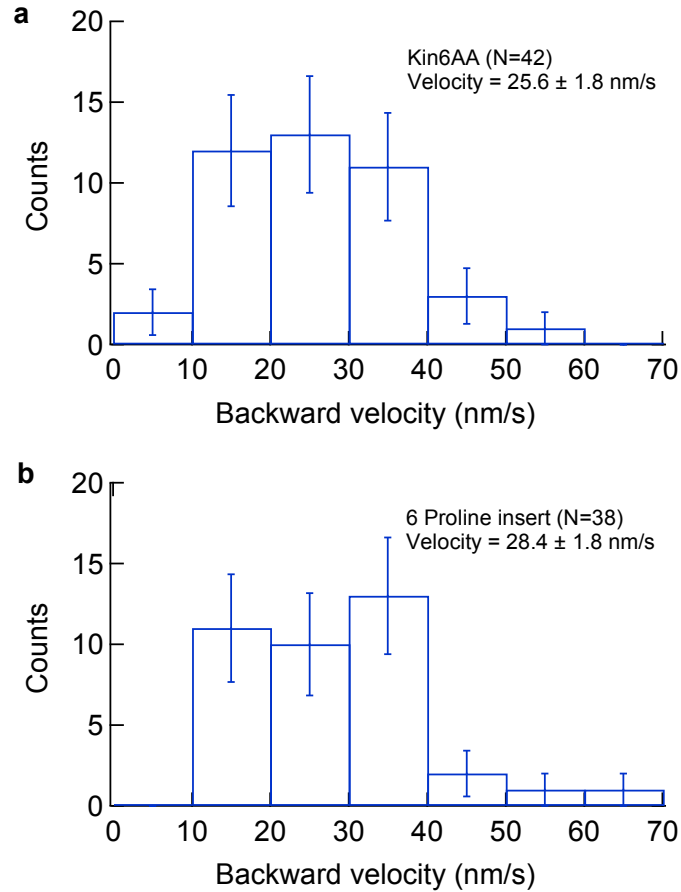 a
20
Kin6AA (N=42)
Velocity = 25.6 ± 1.8 nm/s
15
Counts
10
5
0
0 10 20 30 40 50 60 70
Backward velocity (nm/s)
b
20
6 Proline insert (N=38)
Velocity = 28.4 ± 1.8 nm/s
15
Counts
10
5
0
0 10 20 30 40 50 60 70
Backward velocity (nm/s)